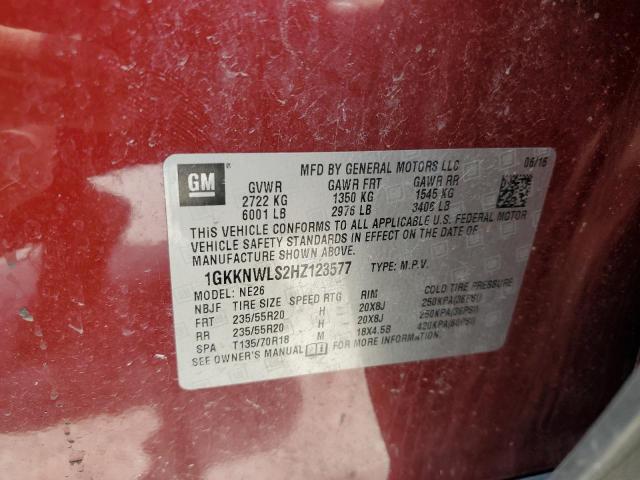 GM
MFD BY GENERAL MOTORS LLC 06/16
GVWR GAWR FRT GAWR RR
2722 KG 1350 KG 1545 KG
6001 LB 2976 LB 3406 LB
THIS VEHICLE CONFORMS TO ALL APPLICABLE U.S. FEDERAL MOTOR
VEHICLE SAFETY STANDARDS IN EFFECT ON THE DATE OF
MANUFACTURE SHOWN ABOVE.
1GKKNWLS2HZ123577 TYPE: M.P.V.
MODEL: NE26
NBJF TIRE SIZE SPEED RTG RIM COLD TIRE PRESSURE
FRT 235/55R20 H 20X8J 250KPA(36PSI)
RR 235/55R20 H 20X8J 250KPA(36PSI)
SPA T135/70R18 M 18X4.5B 420KPA(60PSI)
SEE OWNER'S MANUAL FOR MORE INFORMATION.